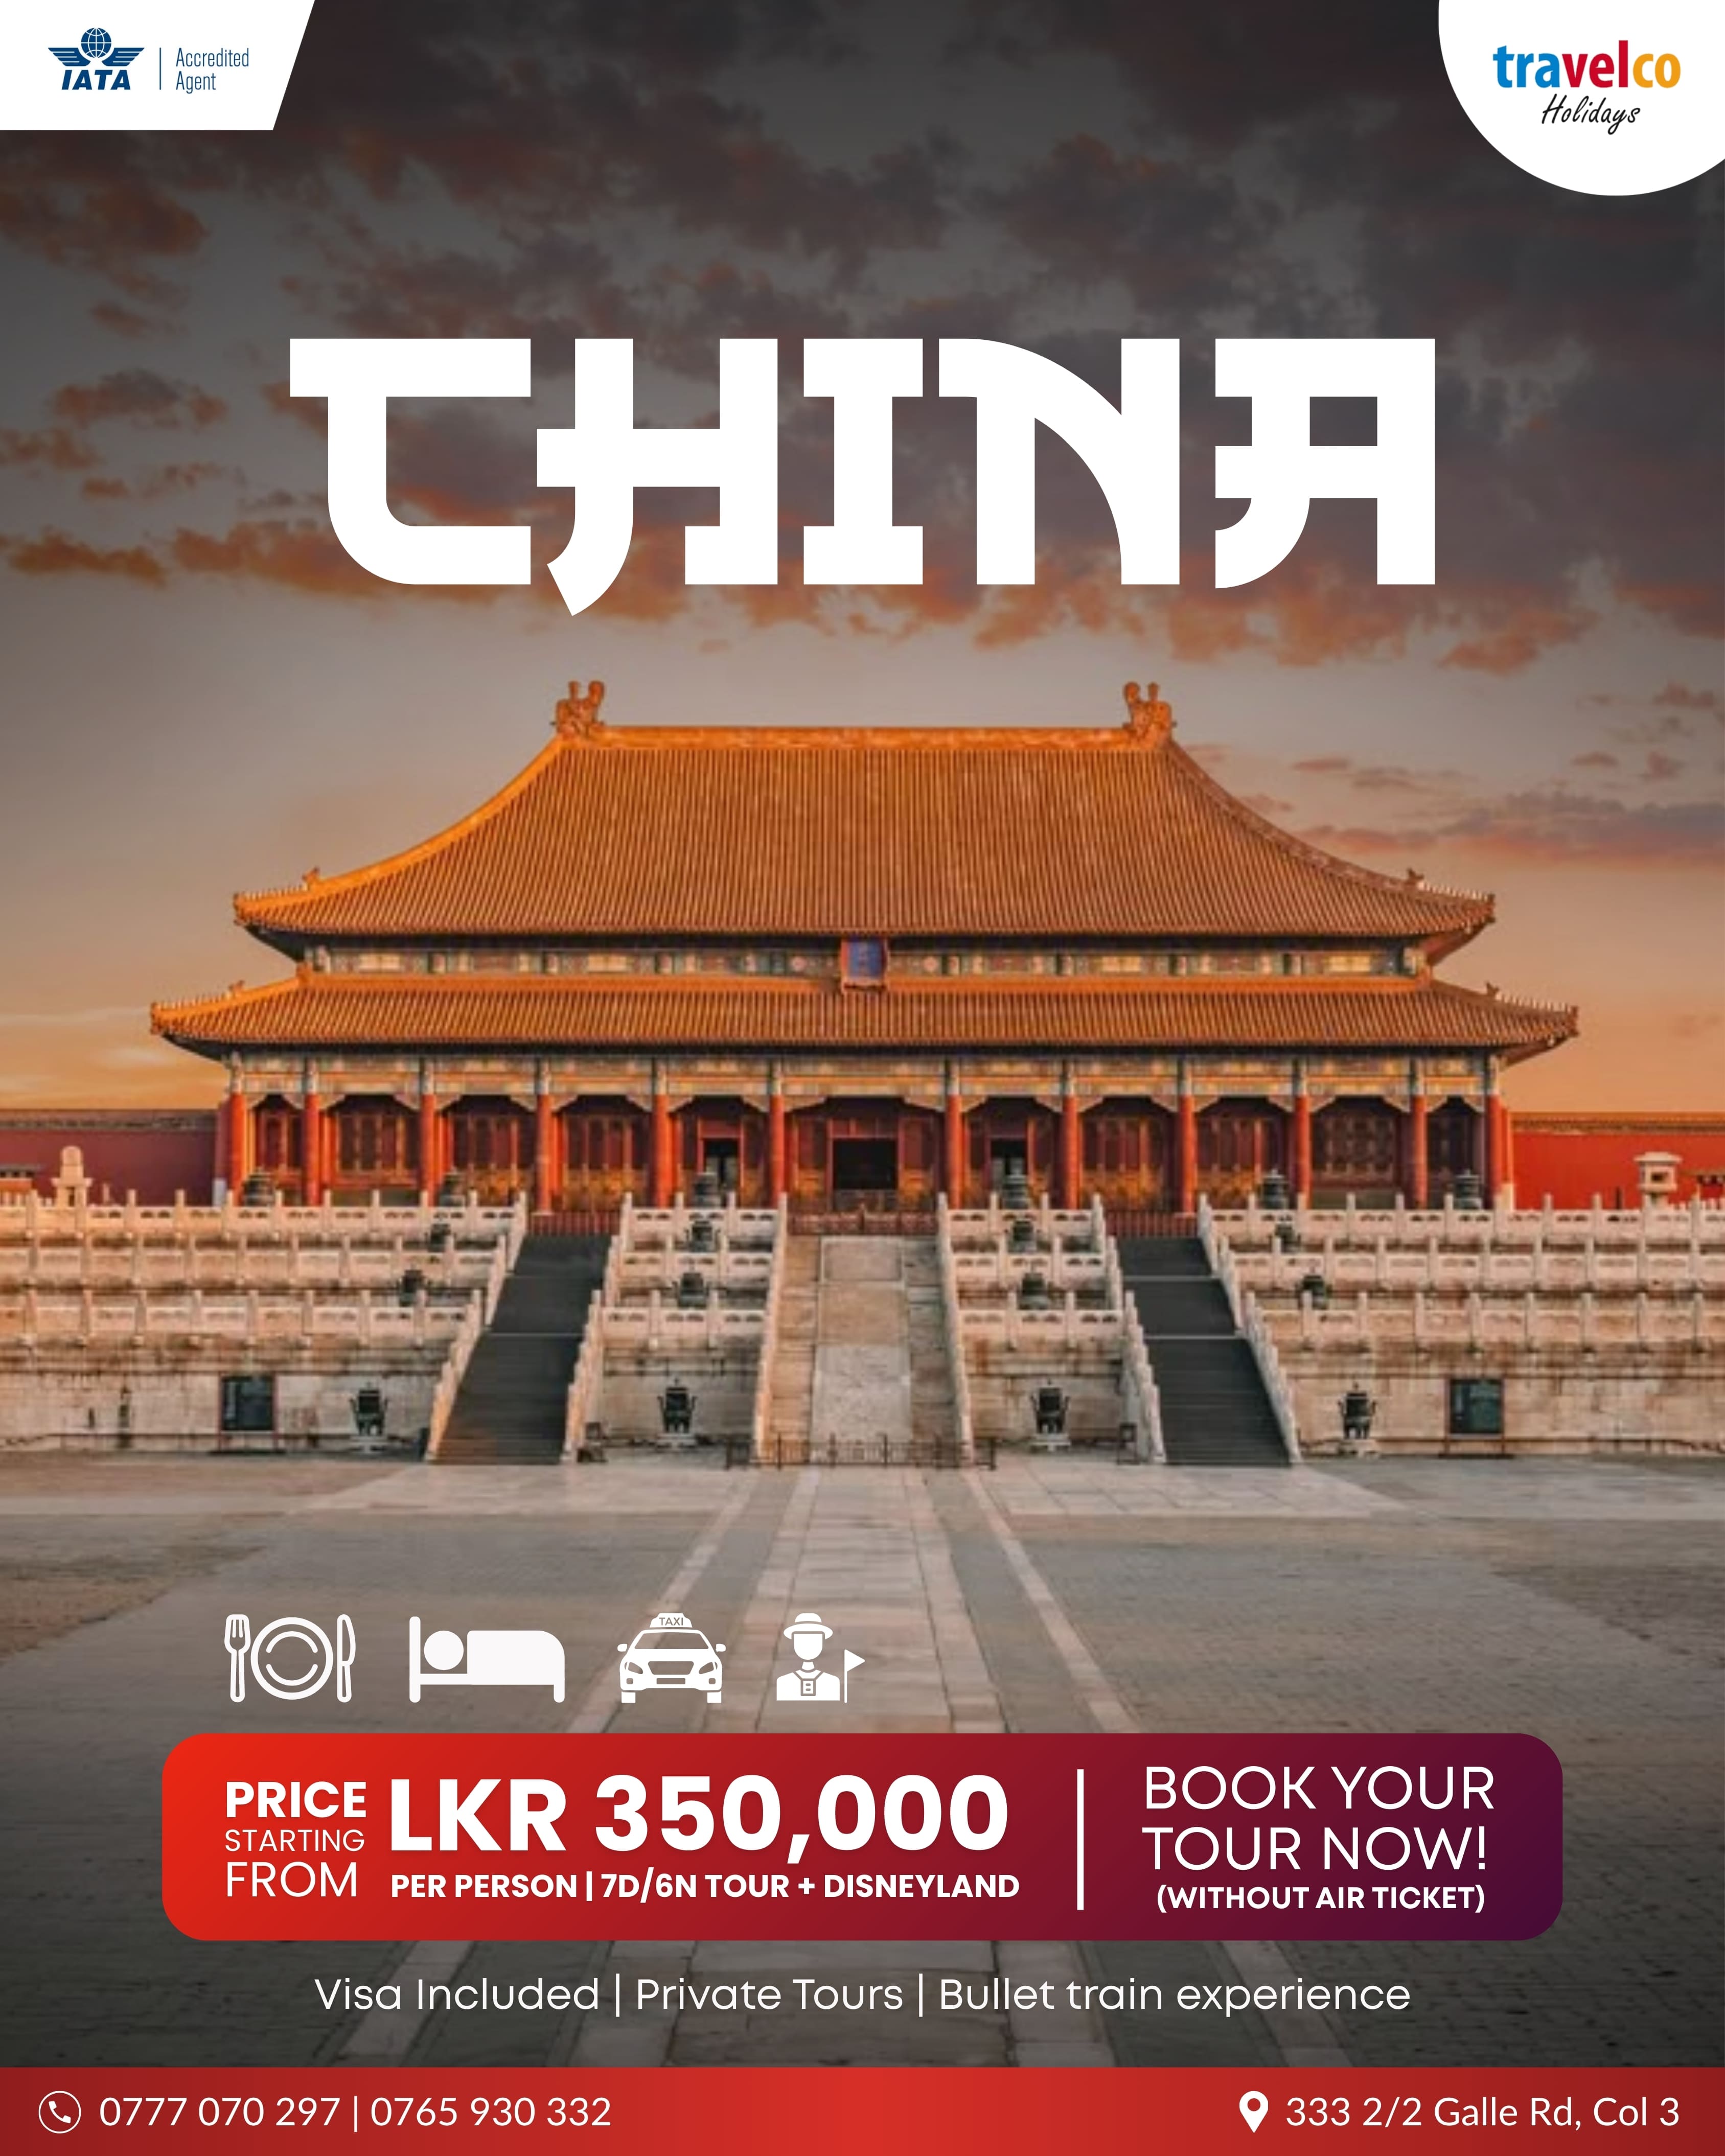 IATA
Accredited
Agent
travelco
Holidays
CHINA
TAXI
PRICE
STARTING
FROM
LKR 350,000
PER PERSON | 7D/6N TOUR + DISNEYLAND
BOOK YOUR
TOUR NOW!
(WITHOUT AIR TICKET)
Visa Included | Private Tours | Bullet train experience
0777 070 297 | 0765 930 332
333 2/2 Galle Rd, Col 3